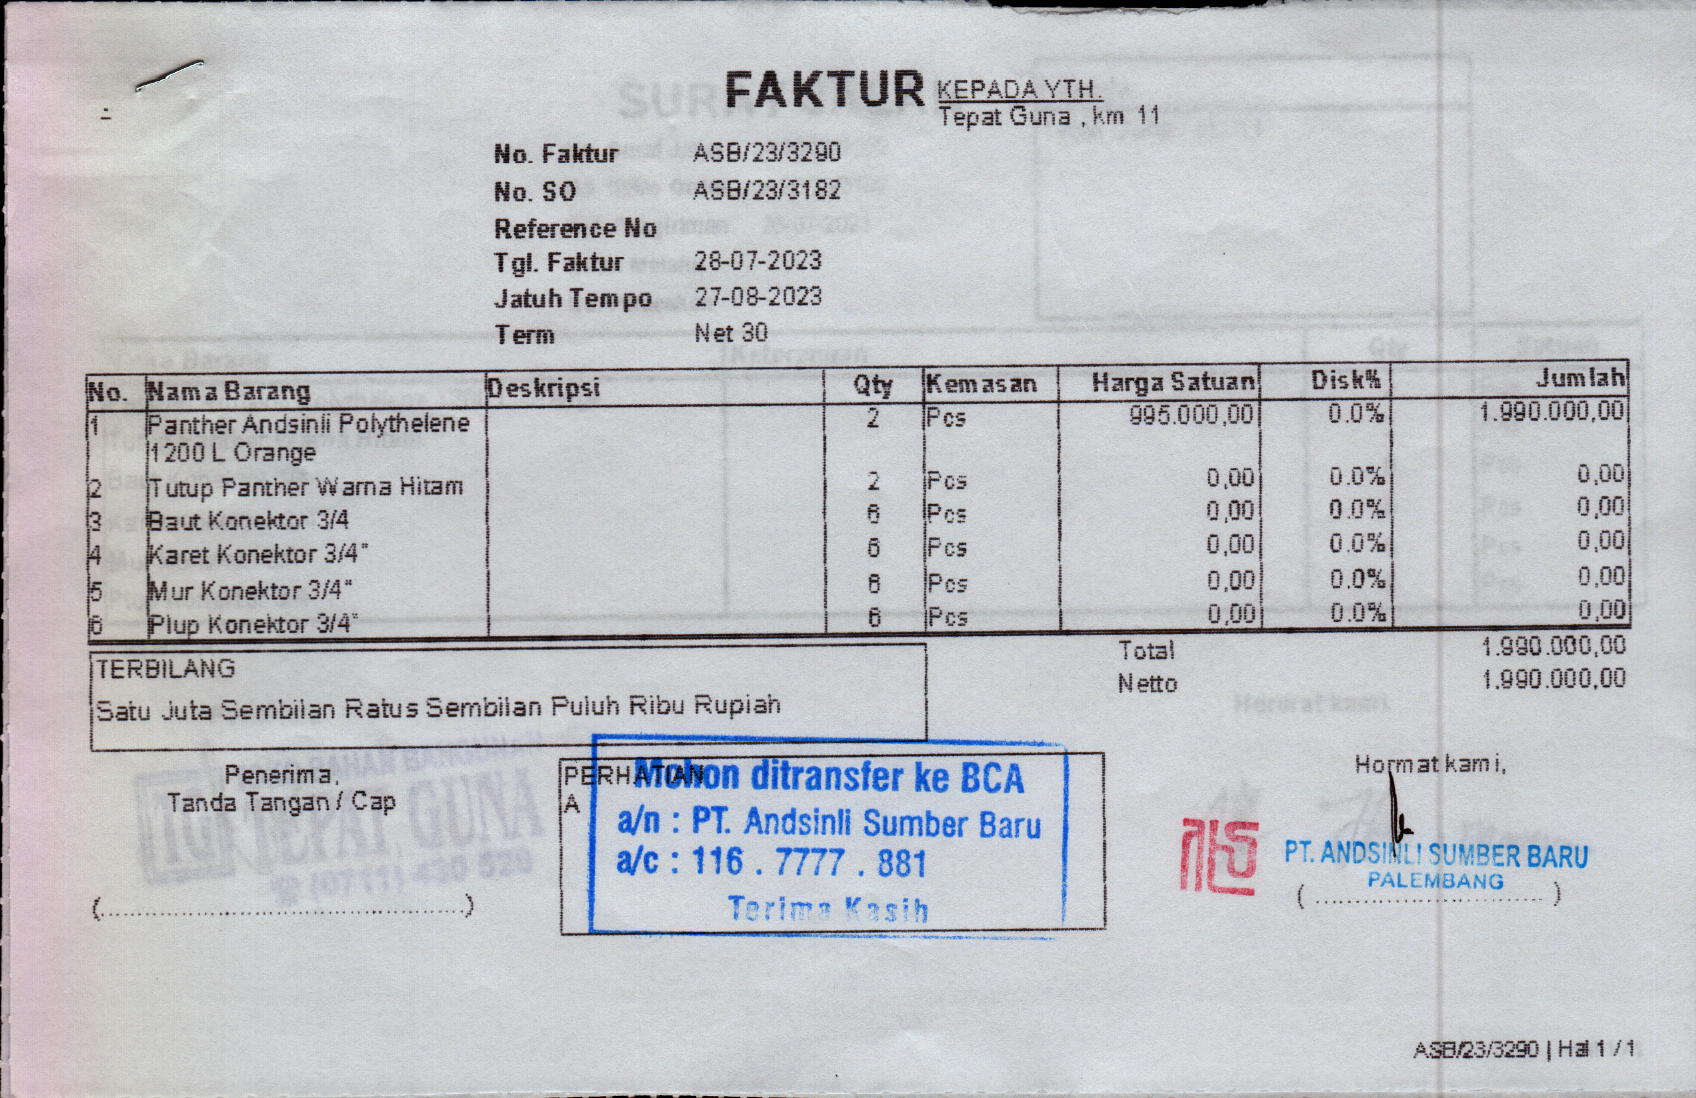 FAKTUR
KEPADA YTH.
Tepat Guna , km 11
No. Faktur ASB/23/3290
No. SO ASB/23/3182
Reference No
Tgl. Faktur 28-07-2023
Jatuh Tempo 27-08-2023
Term Net 30
No. Nama Barang Deskripsi Qty Kemasan Harga Satuan Disk% Jumlah
1 Panther Andsinli Polythelene 2 Pcs 995.000,00 0.0% 1.990.000,00
1200 L Orange
2 Tutup Panther Warna Hitam 2 Pcs 0,00 0.0% 0,00
3 Baut Konektor 3/4 6 Pcs 0,00 0.0% 0,00
4 Karet Konektor 3/4" 6 Pcs 0,00 0.0% 0,00
5 Mur Konektor 3/4" 6 Pcs 0,00 0.0% 0,00
6 Plup Konektor 3/4" 6 Pcs 0,00 0.0% 0,00
Total 1.990.000,00
Netto 1.990.000,00
TERBILANG
Satu Juta Sembilan Ratus Sembilan Puluh Ribu Rupiah
Penerima,
Tanda Tangan / Cap
BAHAN BANGUNAN
TG TEPAT GUNA
(0711) 430 520
(..........................................)
PERHATIAN
A
Mohon ditransfer ke BCA
a/n : PT. Andsinli Sumber Baru
a/c : 116 . 7777 . 881
Terima Kasih
Hormat kami,
PT. ANDSINLI SUMBER BARU
PALEMBANG
(..............................)
ASB/23/3290 | Hal 1 / 1